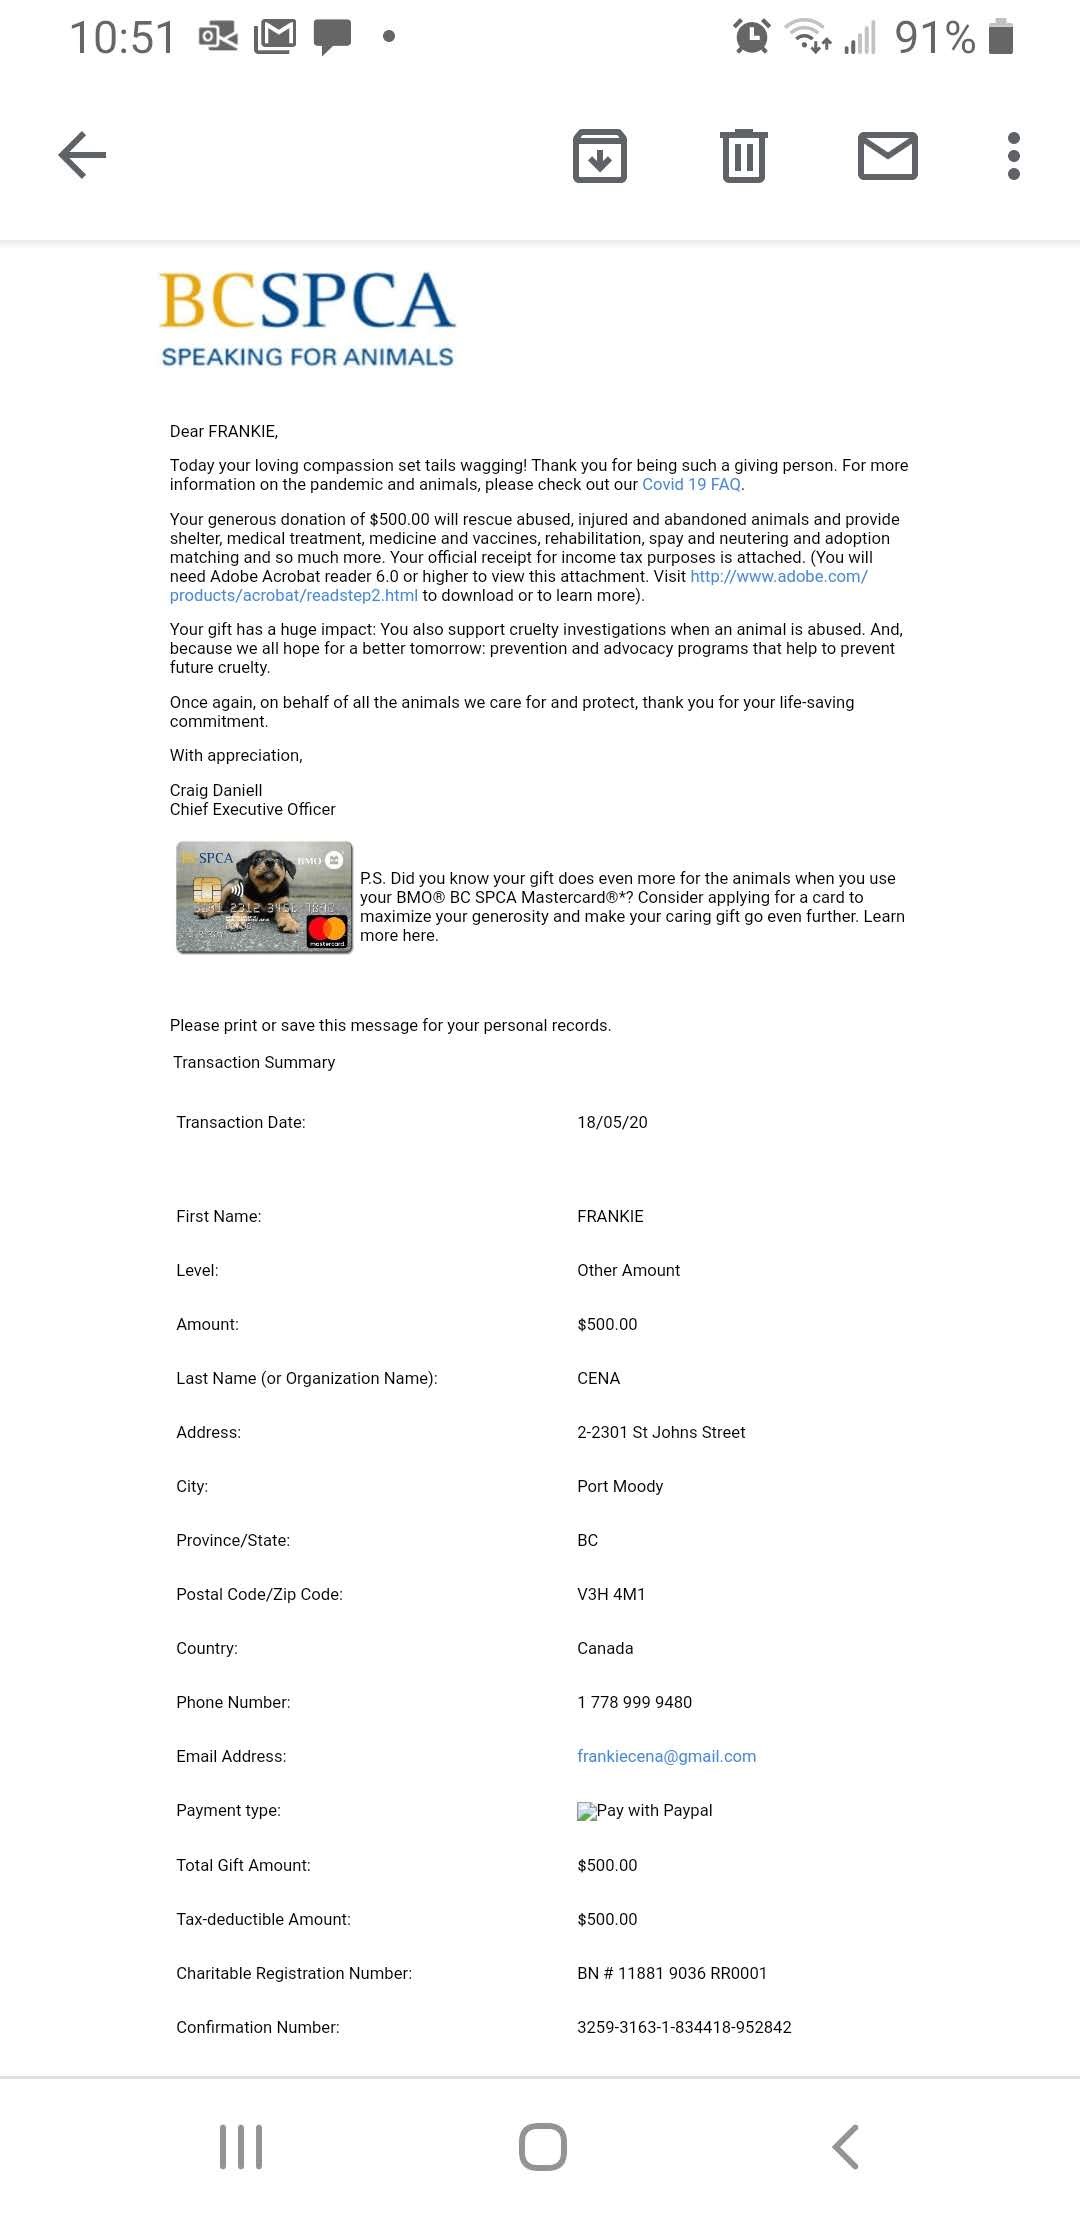 10:51
91%
BCSPCA
SPEAKING FOR ANIMALS
Dear FRANKIE,
Today your loving compassion set tails wagging! Thank you for being such a giving person. For more
information on the pandemic and animals, please check out our Covid 19 FAQ.
Your generous donation of $500.00 will rescue abused, injured and abandoned animals and provide
shelter, medical treatment, medicine and vaccines, rehabilitation, spay and neutering and adoption
matching and so much more. Your official receipt for income tax purposes is attached. (You will
need Adobe Acrobat reader 6.0 or higher to view this attachment. Visit http://www.adobe.com/
products/acrobat/readstep2.html to download or to learn more).
Your gift has a huge impact: You also support cruelty investigations when an animal is abused. And,
because we all hope for a better tomorrow: prevention and advocacy programs that help to prevent
future cruelty.
Once again, on behalf of all the animals we care for and protect, thank you for your life-saving
commitment.
With appreciation,
Craig Daniell
Chief Executive Officer
BC SPCA
BMO
mastercard
P.S. Did you know your gift does even more for the animals when you use
your BMO® BC SPCA Mastercard®*? Consider applying for a card to
maximize your generosity and make your caring gift go even further. Learn
more here.
Please print or save this message for your personal records.
Transaction Summary
Transaction Date: 18/05/20
First Name: FRANKIE
Level: Other Amount
Amount: $500.00
Last Name (or Organization Name): CENA
Address: 2-2301 St Johns Street
City: Port Moody
Province/State: BC
Postal Code/Zip Code: V3H 4M1
Country: Canada
Phone Number: 1 778 999 9480
Email Address: frankiecena@gmail.com
Payment type: Pay with Paypal
Total Gift Amount: $500.00
Tax-deductible Amount: $500.00
Charitable Registration Number: BN # 11881 9036 RR0001
Confirmation Number: 3259-3163-1-834418-952842